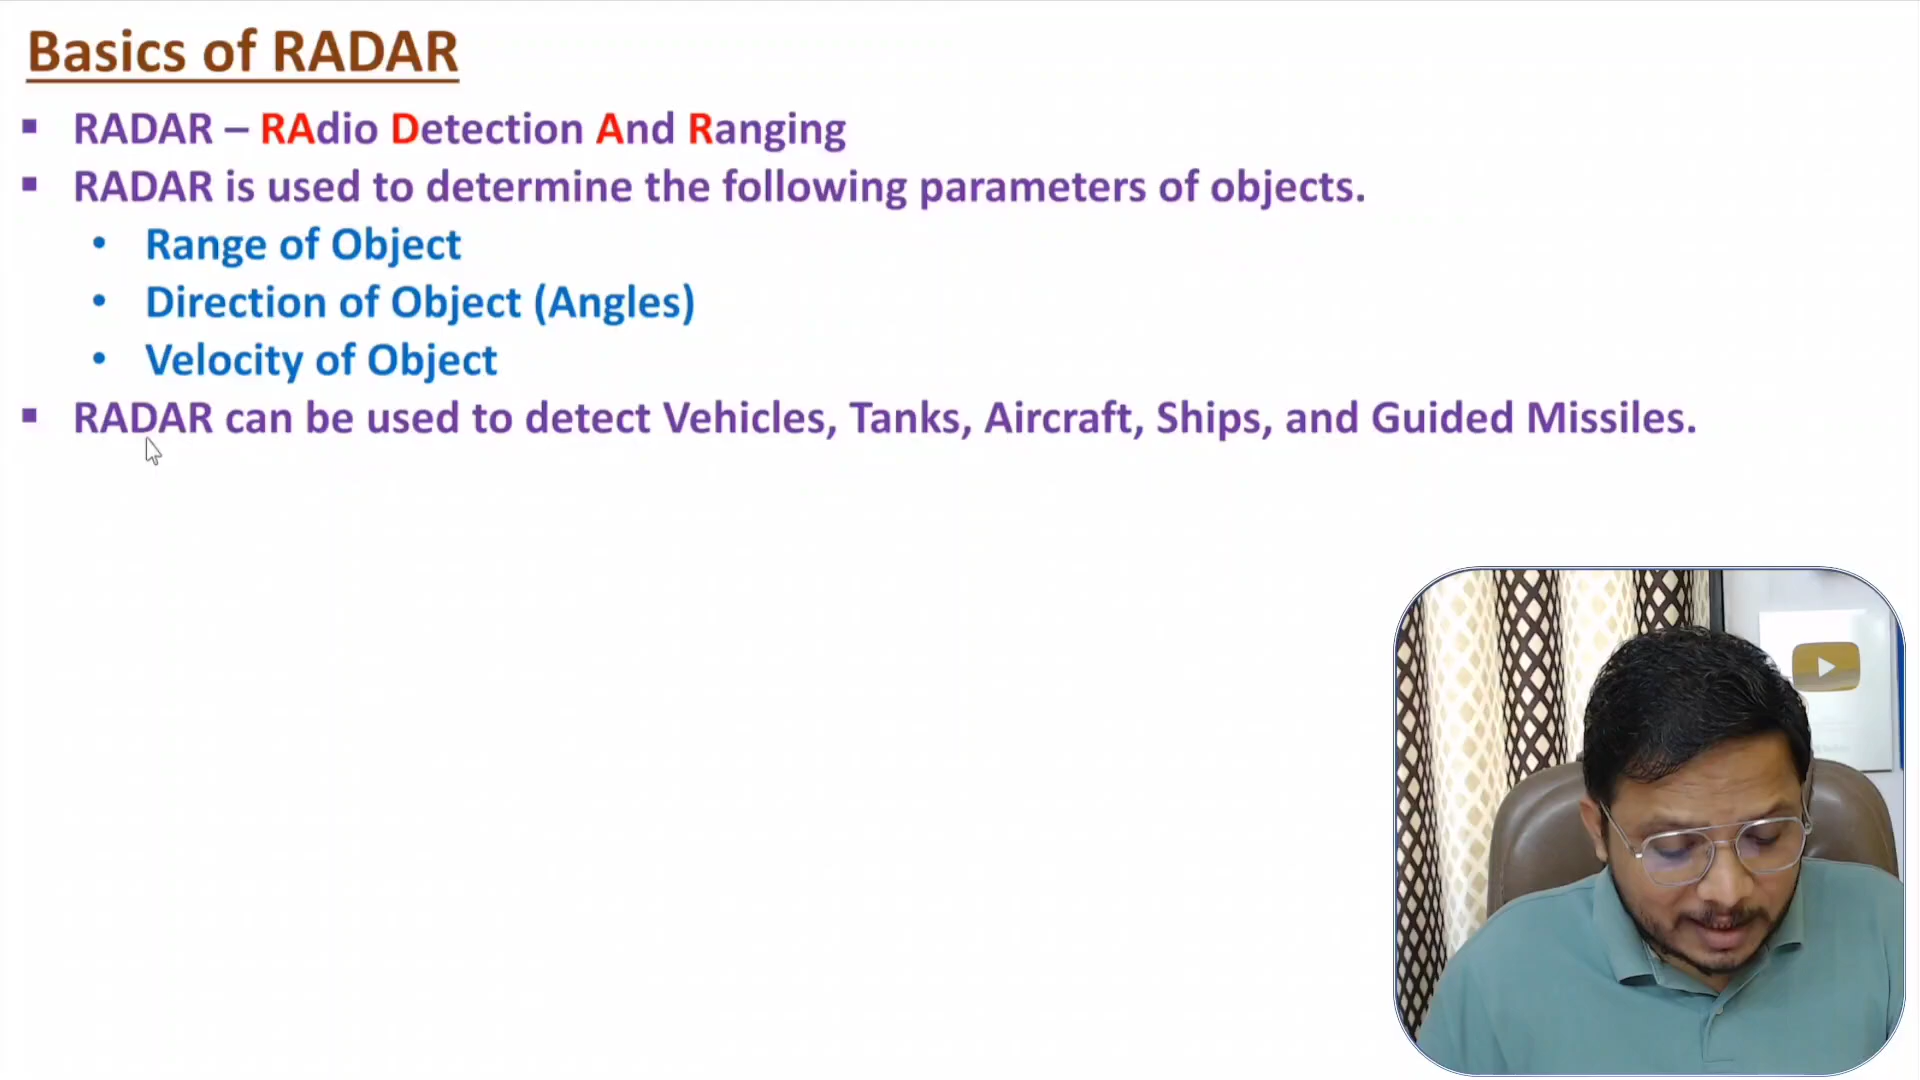 Basics of RADAR
▪ RADAR – RAdio Detection And Ranging
▪ RADAR is used to determine the following parameters of objects.
• Range of Object
• Direction of Object (Angles)
• Velocity of Object
▪ RADAR can be used to detect Vehicles, Tanks, Aircraft, Ships, and Guided Missiles.